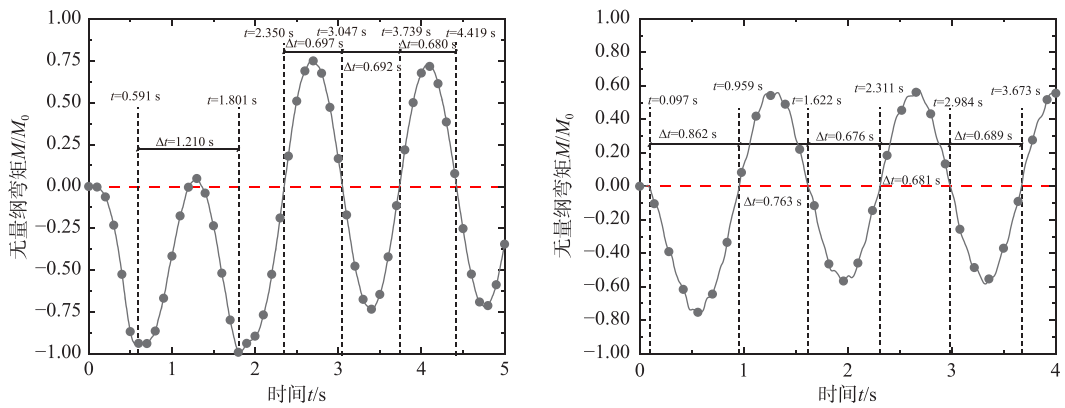 1.00
0.75
0.50
0.25
0.00
−0.25
−0.50
−0.75
−1.00
无量纲弯矩M/M₀
t=0.591 s
t=1.801 s
Δt=1.210 s
t=2.350 s
t=3.047 s
t=3.739 s
t=4.419 s
Δt=0.697 s
Δt=0.680 s
Δt=0.692 s
0
1
2
3
4
5
时间t/s
1.00
0.80
0.60
0.40
0.20
0.00
−0.20
−0.40
−0.60
−0.80
−1.00
无量纲弯矩M/M₀
t=0.097 s
t=0.959 s
t=1.622 s
t=2.311 s
t=2.984 s
t=3.673 s
Δt=0.862 s
Δt=0.676 s
Δt=0.689 s
Δt=0.763 s
Δt=0.681 s
0
1
2
3
4
时间t/s